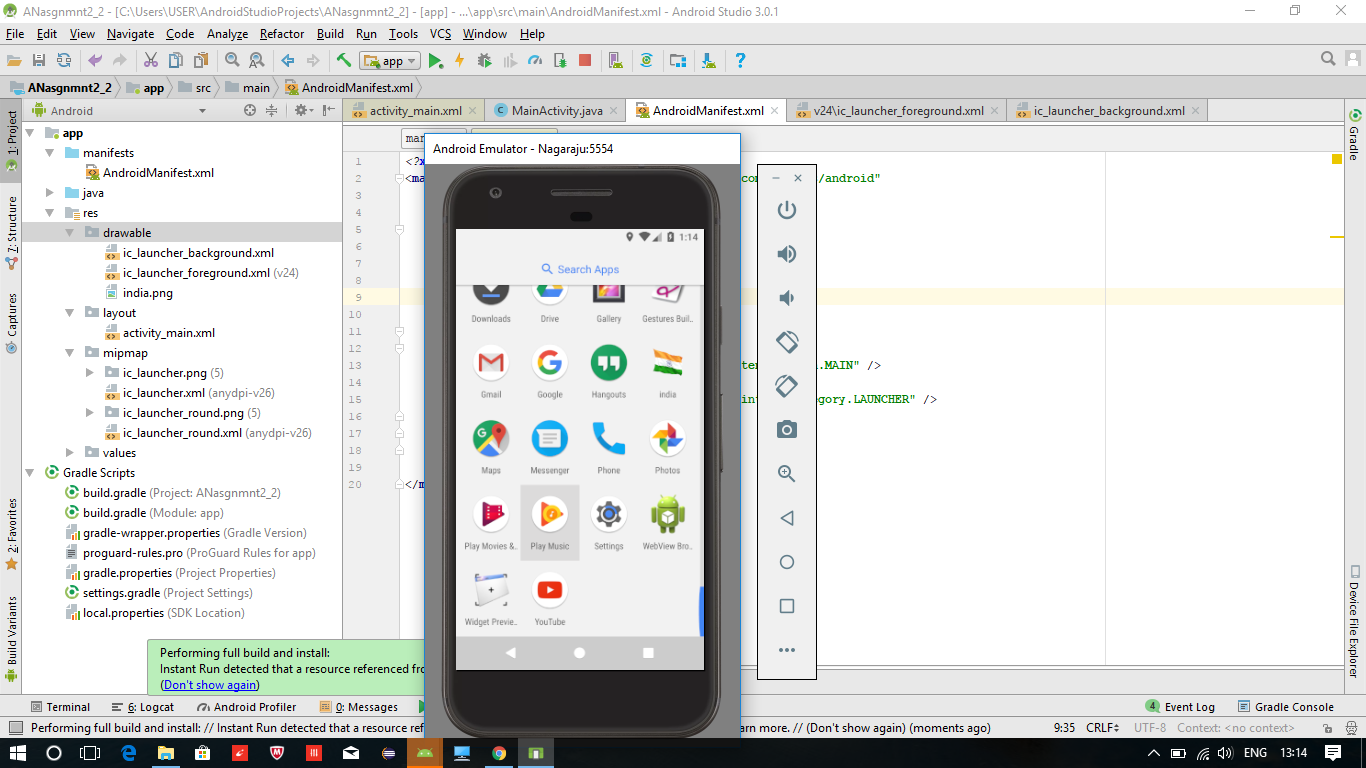 ANasgnmnt2_2 - [C:\Users\USER\AndroidStudioProjects\ANasgnmnt2_2] - [app] - ...\app\src\main\AndroidManifest.xml - Android Studio 3.0.1
File Edit View Navigate Code Analyze Refactor Build Run Tools VCS Window Help
app
ANasgnmnt2_2 app src main AndroidManifest.xml
Android
activity_main.xml MainActivity.java AndroidManifest.xml v24\ic_launcher_foreground.xml ic_launcher_background.xml
1: Project
7: Structure
Captures
2: Favorites
Build Variants
app
manifests
AndroidManifest.xml
java
res
drawable
ic_launcher_background.xml
ic_launcher_foreground.xml (v24)
india.png
layout
activity_main.xml
mipmap
ic_launcher.png (5)
ic_launcher.xml (anydpi-v26)
ic_launcher_round.png (5)
ic_launcher_round.xml (anydpi-v26)
values
Gradle Scripts
build.gradle (Project: ANasgnmnt2_2)
build.gradle (Module: app)
gradle-wrapper.properties (Gradle Version)
proguard-rules.pro (ProGuard Rules for app)
gradle.properties (Project Properties)
settings.gradle (Project Settings)
local.properties (SDK Location)
1 <?x
2 <ma /android"
3
4
5
6
7
8
9
10
11
12
13 .MAIN" />
14
15 gory.LAUNCHER" />
16
17
18
19
20 </m
Android Emulator - Nagaraju:5554
1:14
Search Apps
Downloads Drive Gallery Gestures Buil..
Gmail Google Hangouts india
Maps Messenger Phone Photos
Play Movies &.. Play Music Settings WebView Bro..
Widget Previe.. YouTube
Gradle
Device File Explorer
Performing full build and install:
Instant Run detected that a resource referenced fro
(Don't show again)
Terminal 6: Logcat Android Profiler 0: Messages Event Log Gradle Console
4
Performing full build and install: // Instant Run detected that a resource ref arn more. // (Don't show again) (moments ago) 9:35 CRLF UTF-8 Context: <no context>
ENG 13:14